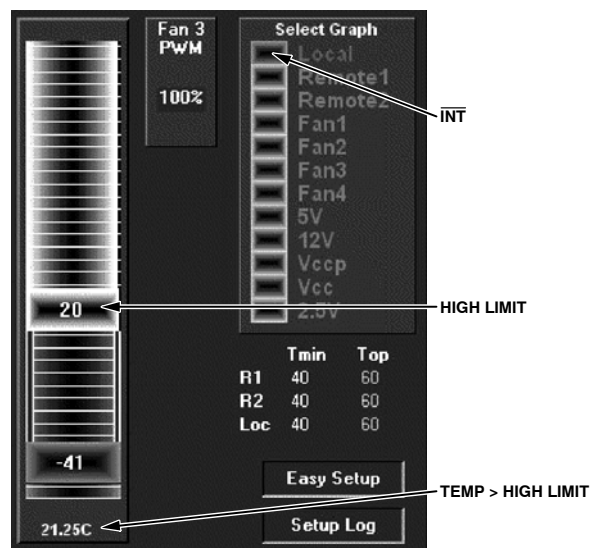 Fan 3
PWM
100%
Select Graph
Local
Remote1
Remote2
Fan1
Fan2
Fan3
Fan4
5V
12V
Vccp
Vcc
2.5V
INT
20
HIGH LIMIT
Tmin Top
R1 40 60
R2 40 60
Loc 40 60
-41
Easy Setup
TEMP > HIGH LIMIT
21.25C
Setup Log